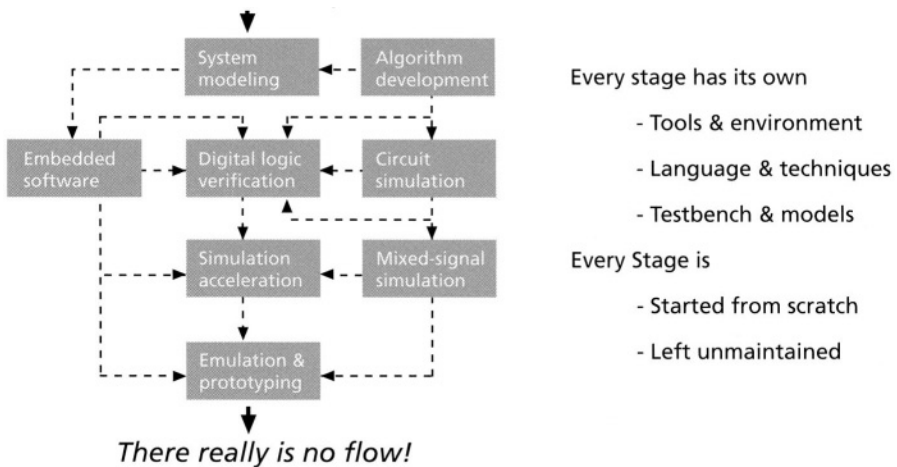 System
modeling
Algorithm
development
Embedded
software
Digital logic
verification
Circuit
simulation
Simulation
acceleration
Mixed-signal
simulation
Emulation &
prototyping
There really is no flow!
Every stage has its own
- Tools & environment
- Language & techniques
- Testbench & models
Every Stage is
- Started from scratch
- Left unmaintained